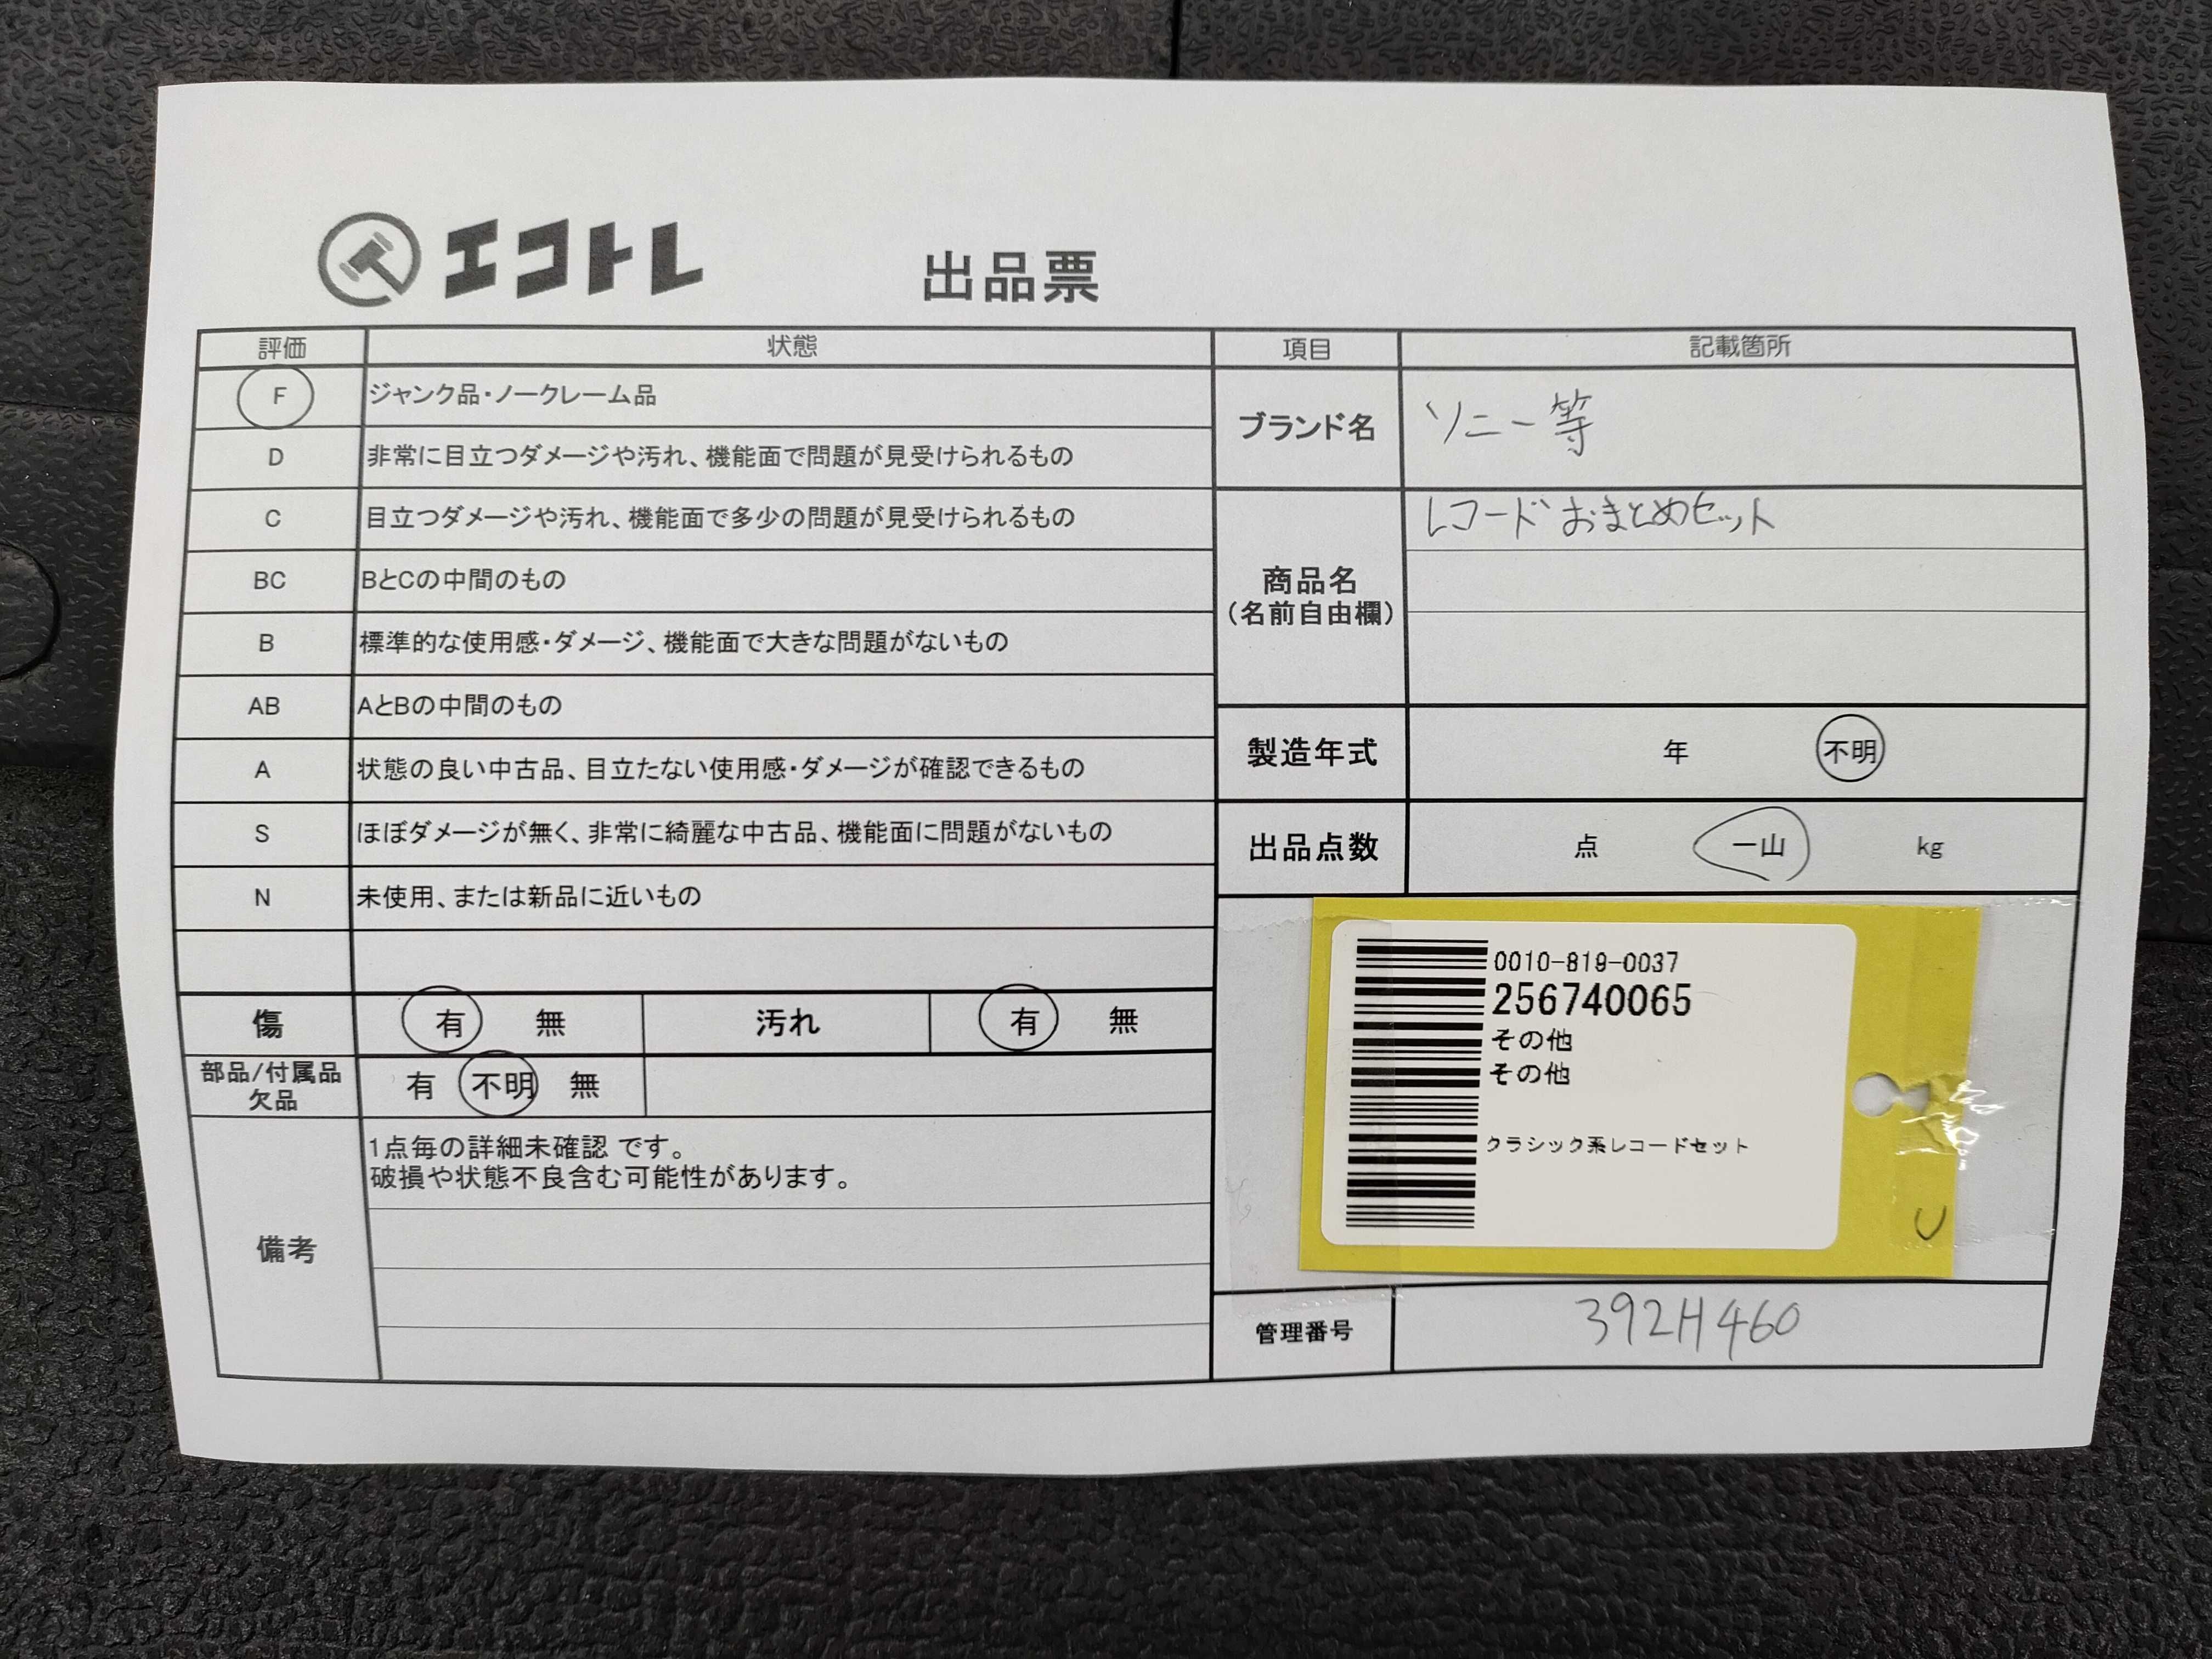 エコトレ
出品票
評価 状態
F ジャンク品・ノークレーム品
D 非常に目立つダメージや汚れ、機能面で問題が見受けられるもの
C 目立つダメージや汚れ、機能面で多少の問題が見受けられるもの
BC BとCの中間のもの
B 標準的な使用感・ダメージ、機能面で大きな問題がないもの
AB AとBの中間のもの
A 状態の良い中古品、目立たない使用感・ダメージが確認できるもの
S ほぼダメージが無く、非常に綺麗な中古品、機能面に問題がないもの
N 未使用、または新品に近いもの
傷 有 無 汚れ 有 無
部品/付属品
欠品
有 不明 無
備考
1点毎の詳細未確認 です。
破損や状態不良含む可能性があります。
項目 記載箇所
ブランド名 ソニー等
商品名
(名前自由欄)
レコードおまとめセット
製造年式 年 不明
出品点数 点 一山 kg
0010-819-0037
256740065
その他
その他
クラシック系レコードセット
管理番号 392H460